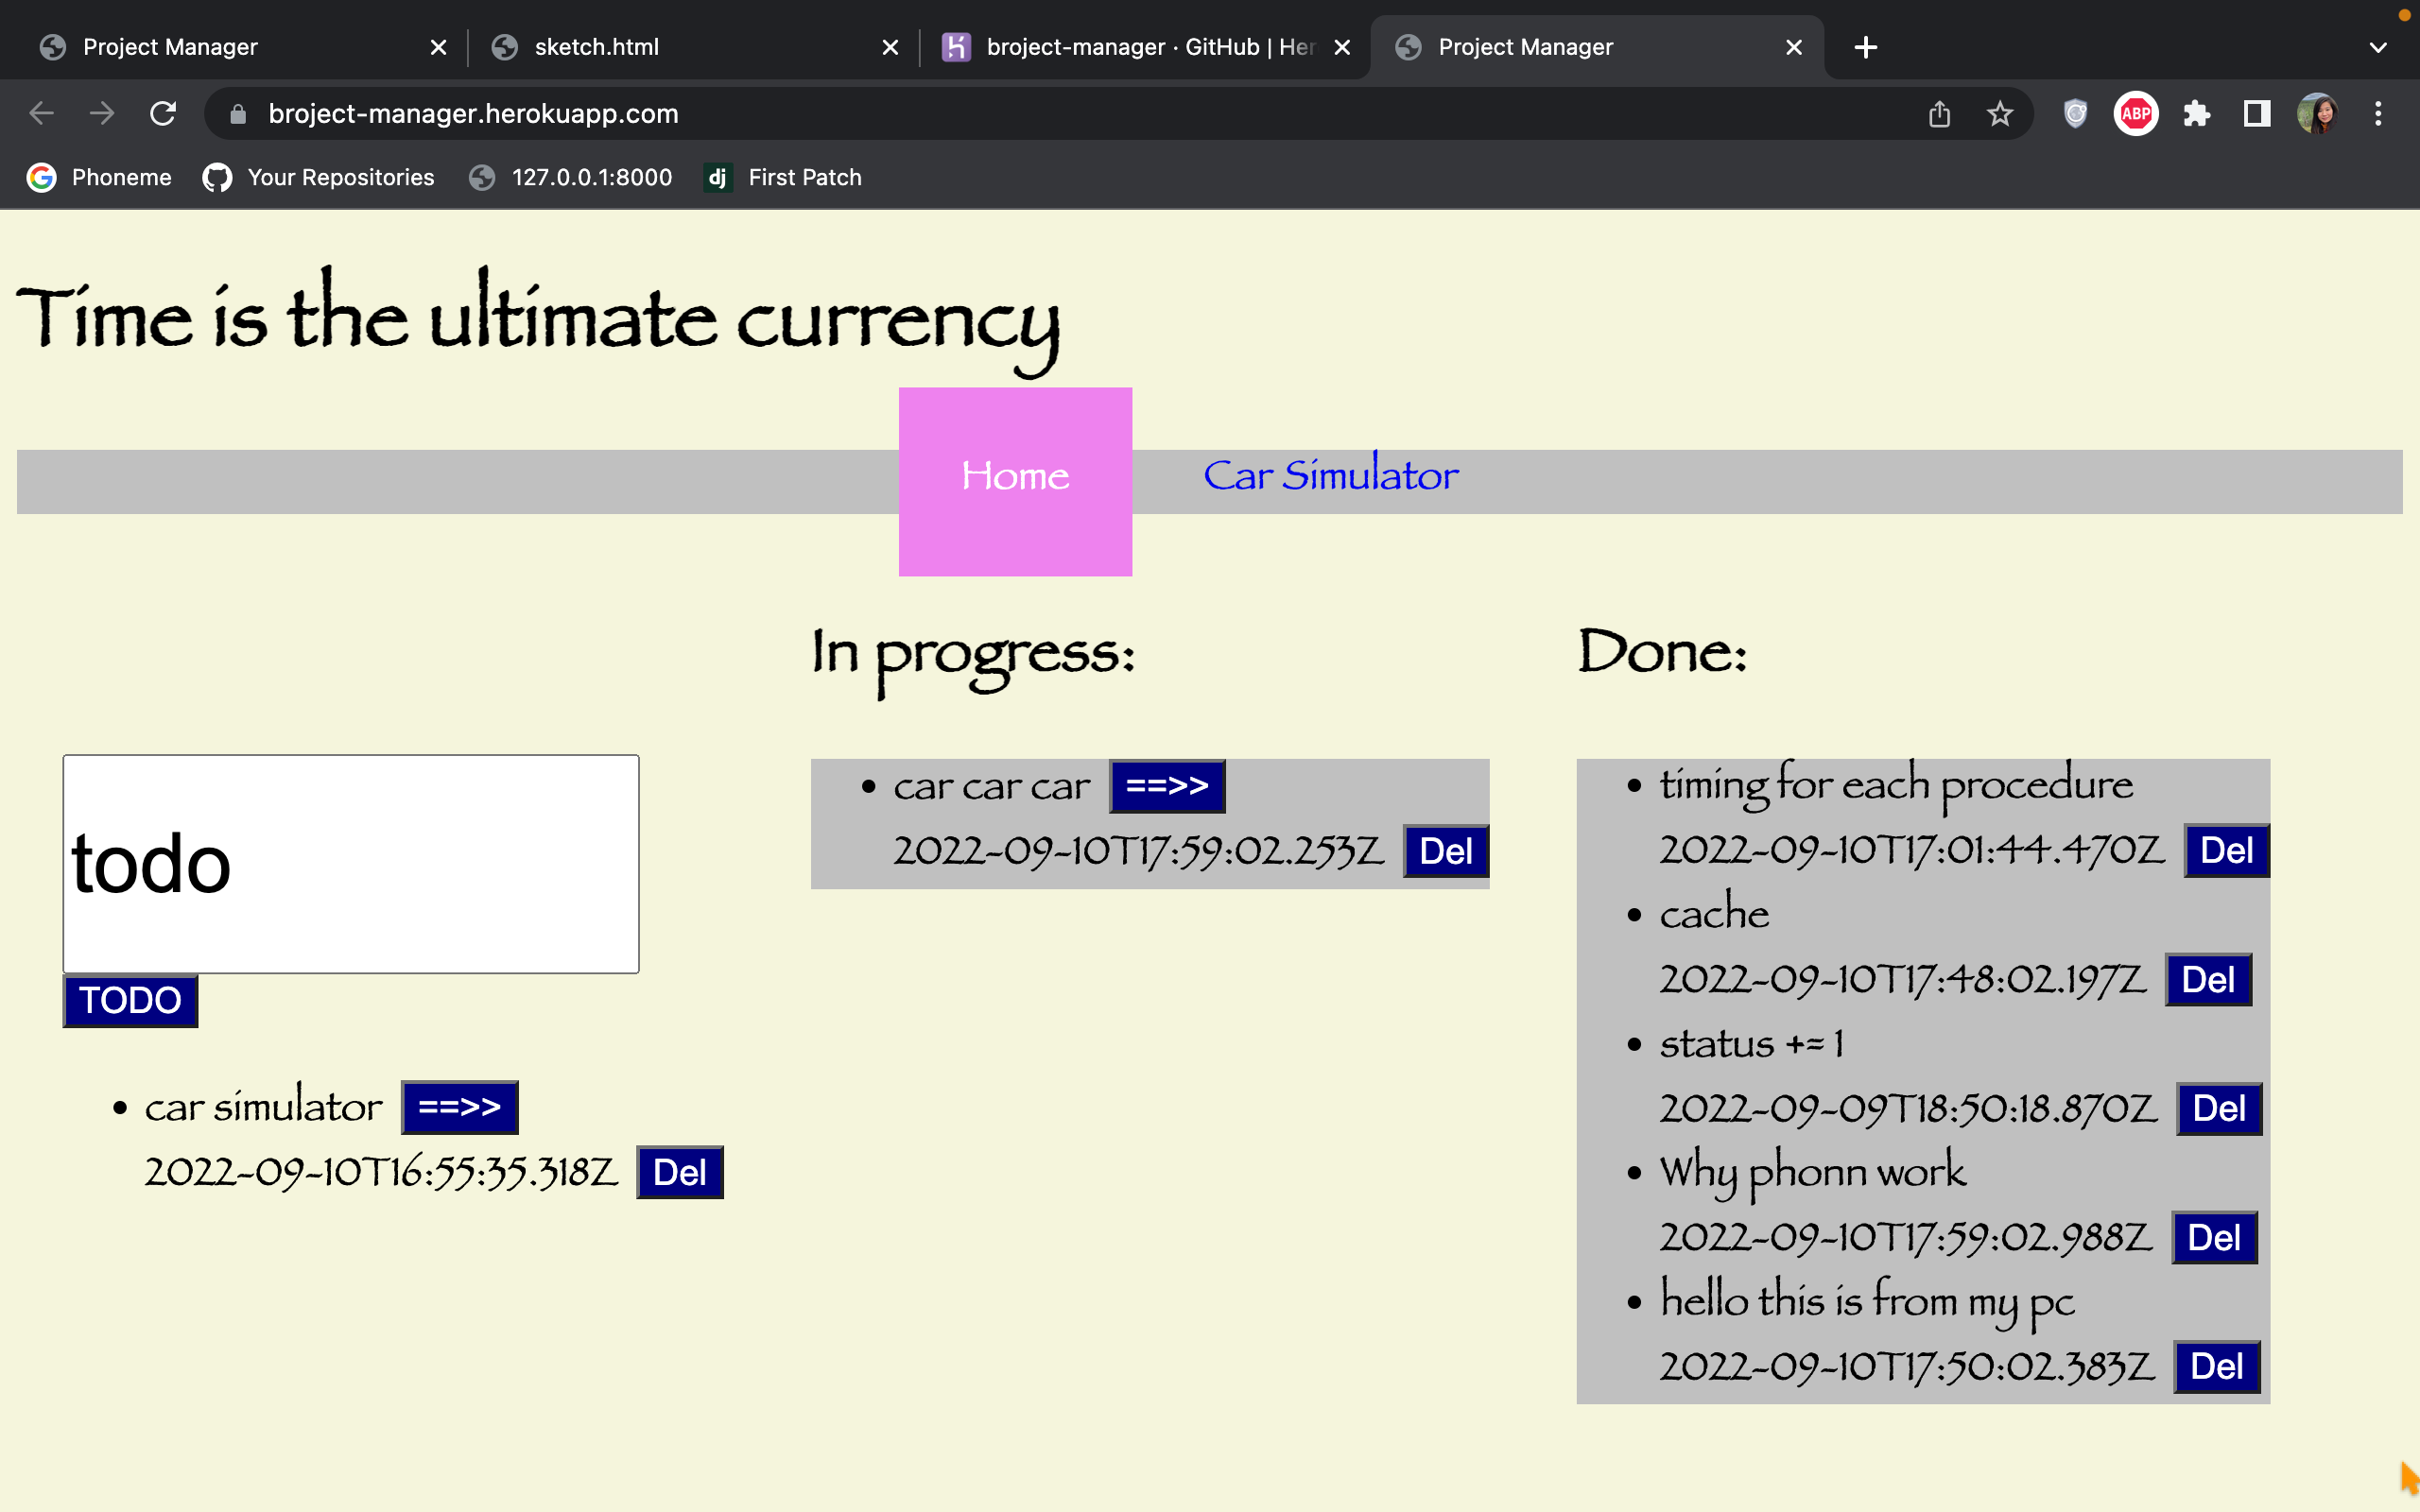 Project Manager
sketch.html
broject-manager · GitHub | Her
Project Manager
broject-manager.herokuapp.com
ABP
Phoneme
Your Repositories
127.0.0.1:8000
dj First Patch
Time is the ultimate currency
Home
Car Simulator
todo
TODO
car simulator ==>>
2022-09-10T16:55:35.318Z Del
In progress:
car car car ==>>
2022-09-10T17:59:02.253Z Del
Done:
timing for each procedure
2022-09-10T17:01:44.470Z Del
cache
2022-09-10T17:48:02.197Z Del
status += 1
2022-09-09T18:50:18.870Z Del
Why phonn work
2022-09-10T17:59:02.988Z Del
hello this is from my pc
2022-09-10T17:50:02.383Z Del